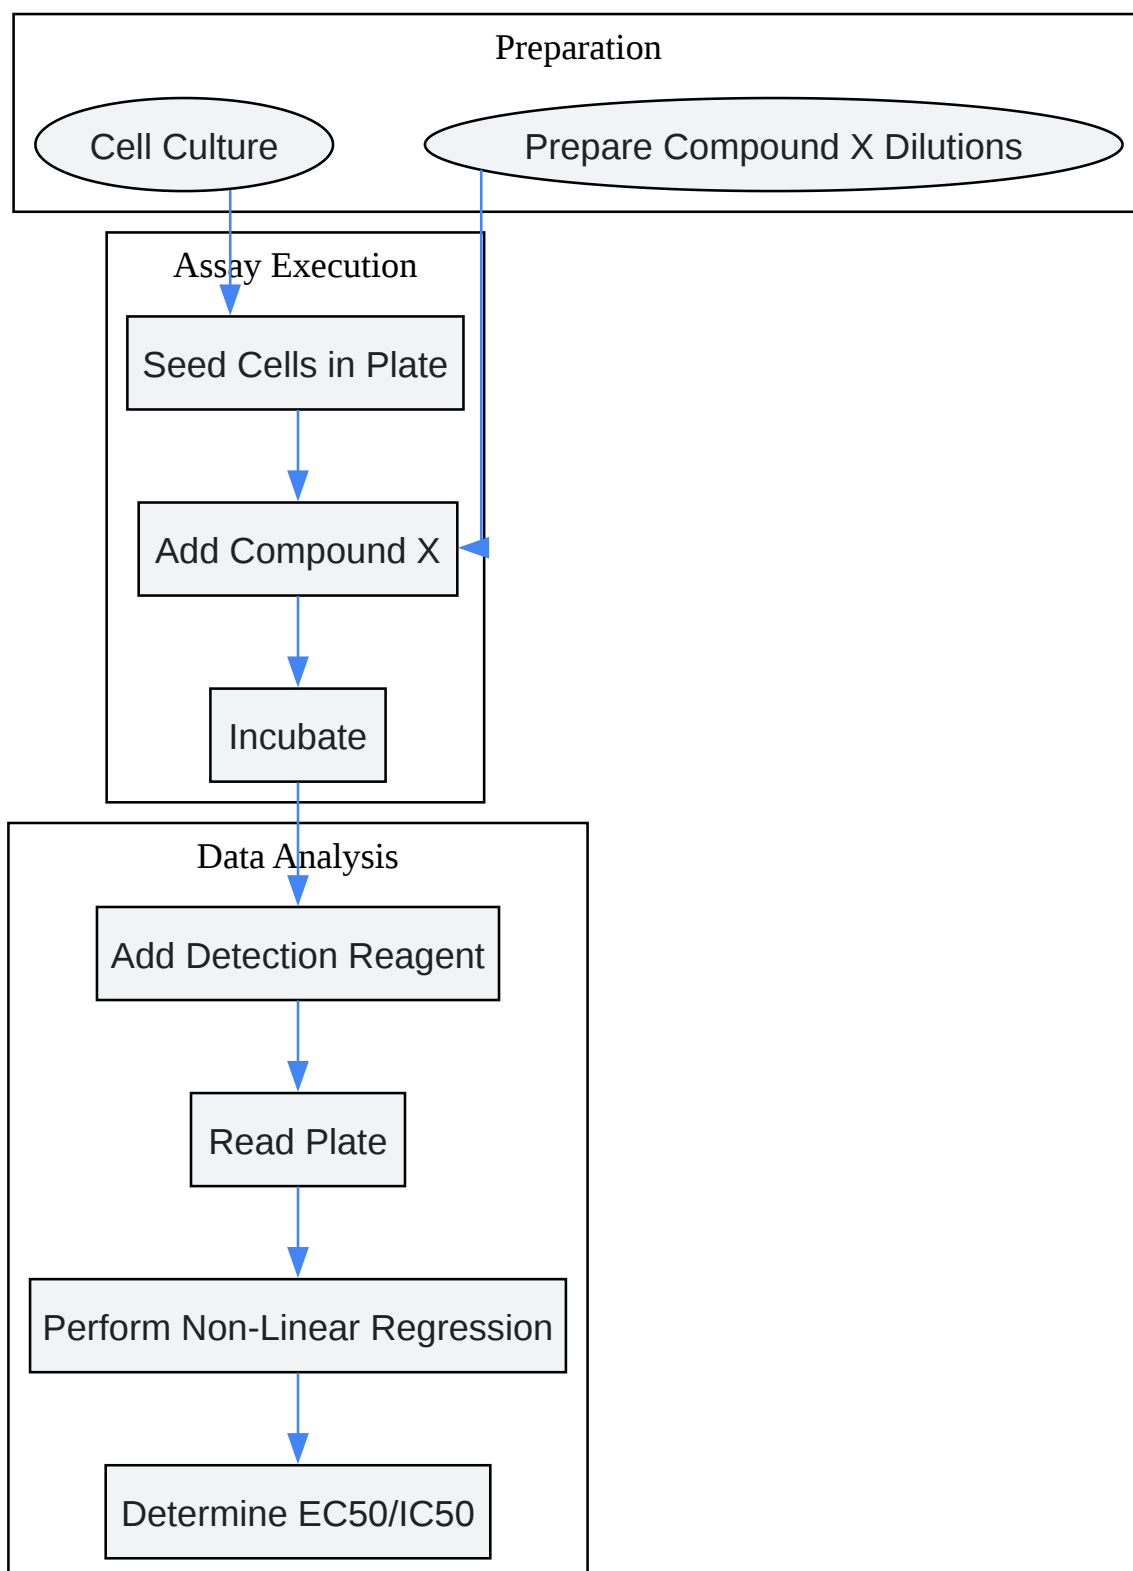 Preparation
Cell Culture
Prepare Compound X Dilutions
Assay Execution
Seed Cells in Plate
Add Compound X
Incubate
Data Analysis
Add Detection Reagent
Read Plate
Perform Non-Linear Regression
Determine EC50/IC50